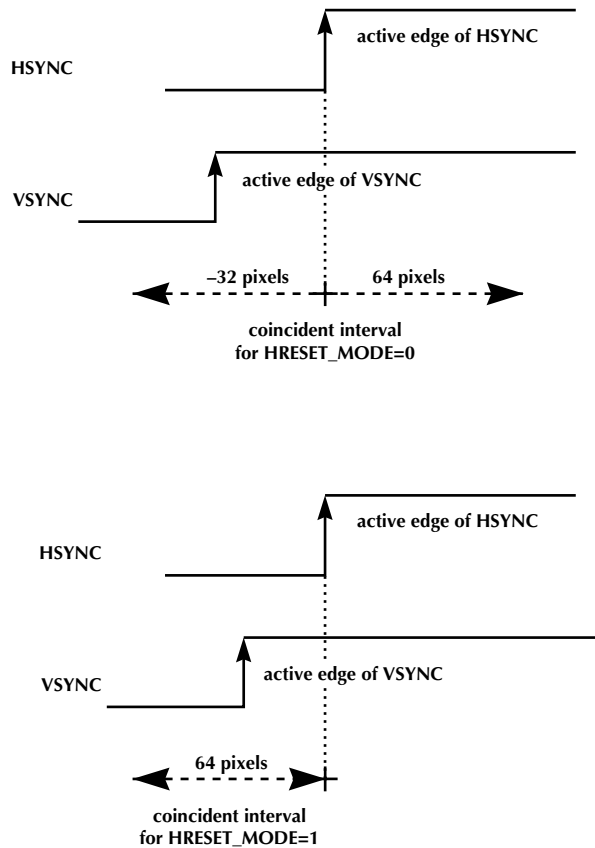 active edge of HSYNC
HSYNC
active edge of VSYNC
VSYNC
–32 pixels
64 pixels
coincident interval
for HRESET_MODE=0
active edge of HSYNC
HSYNC
active edge of VSYNC
VSYNC
64 pixels
coincident interval
for HRESET_MODE=1